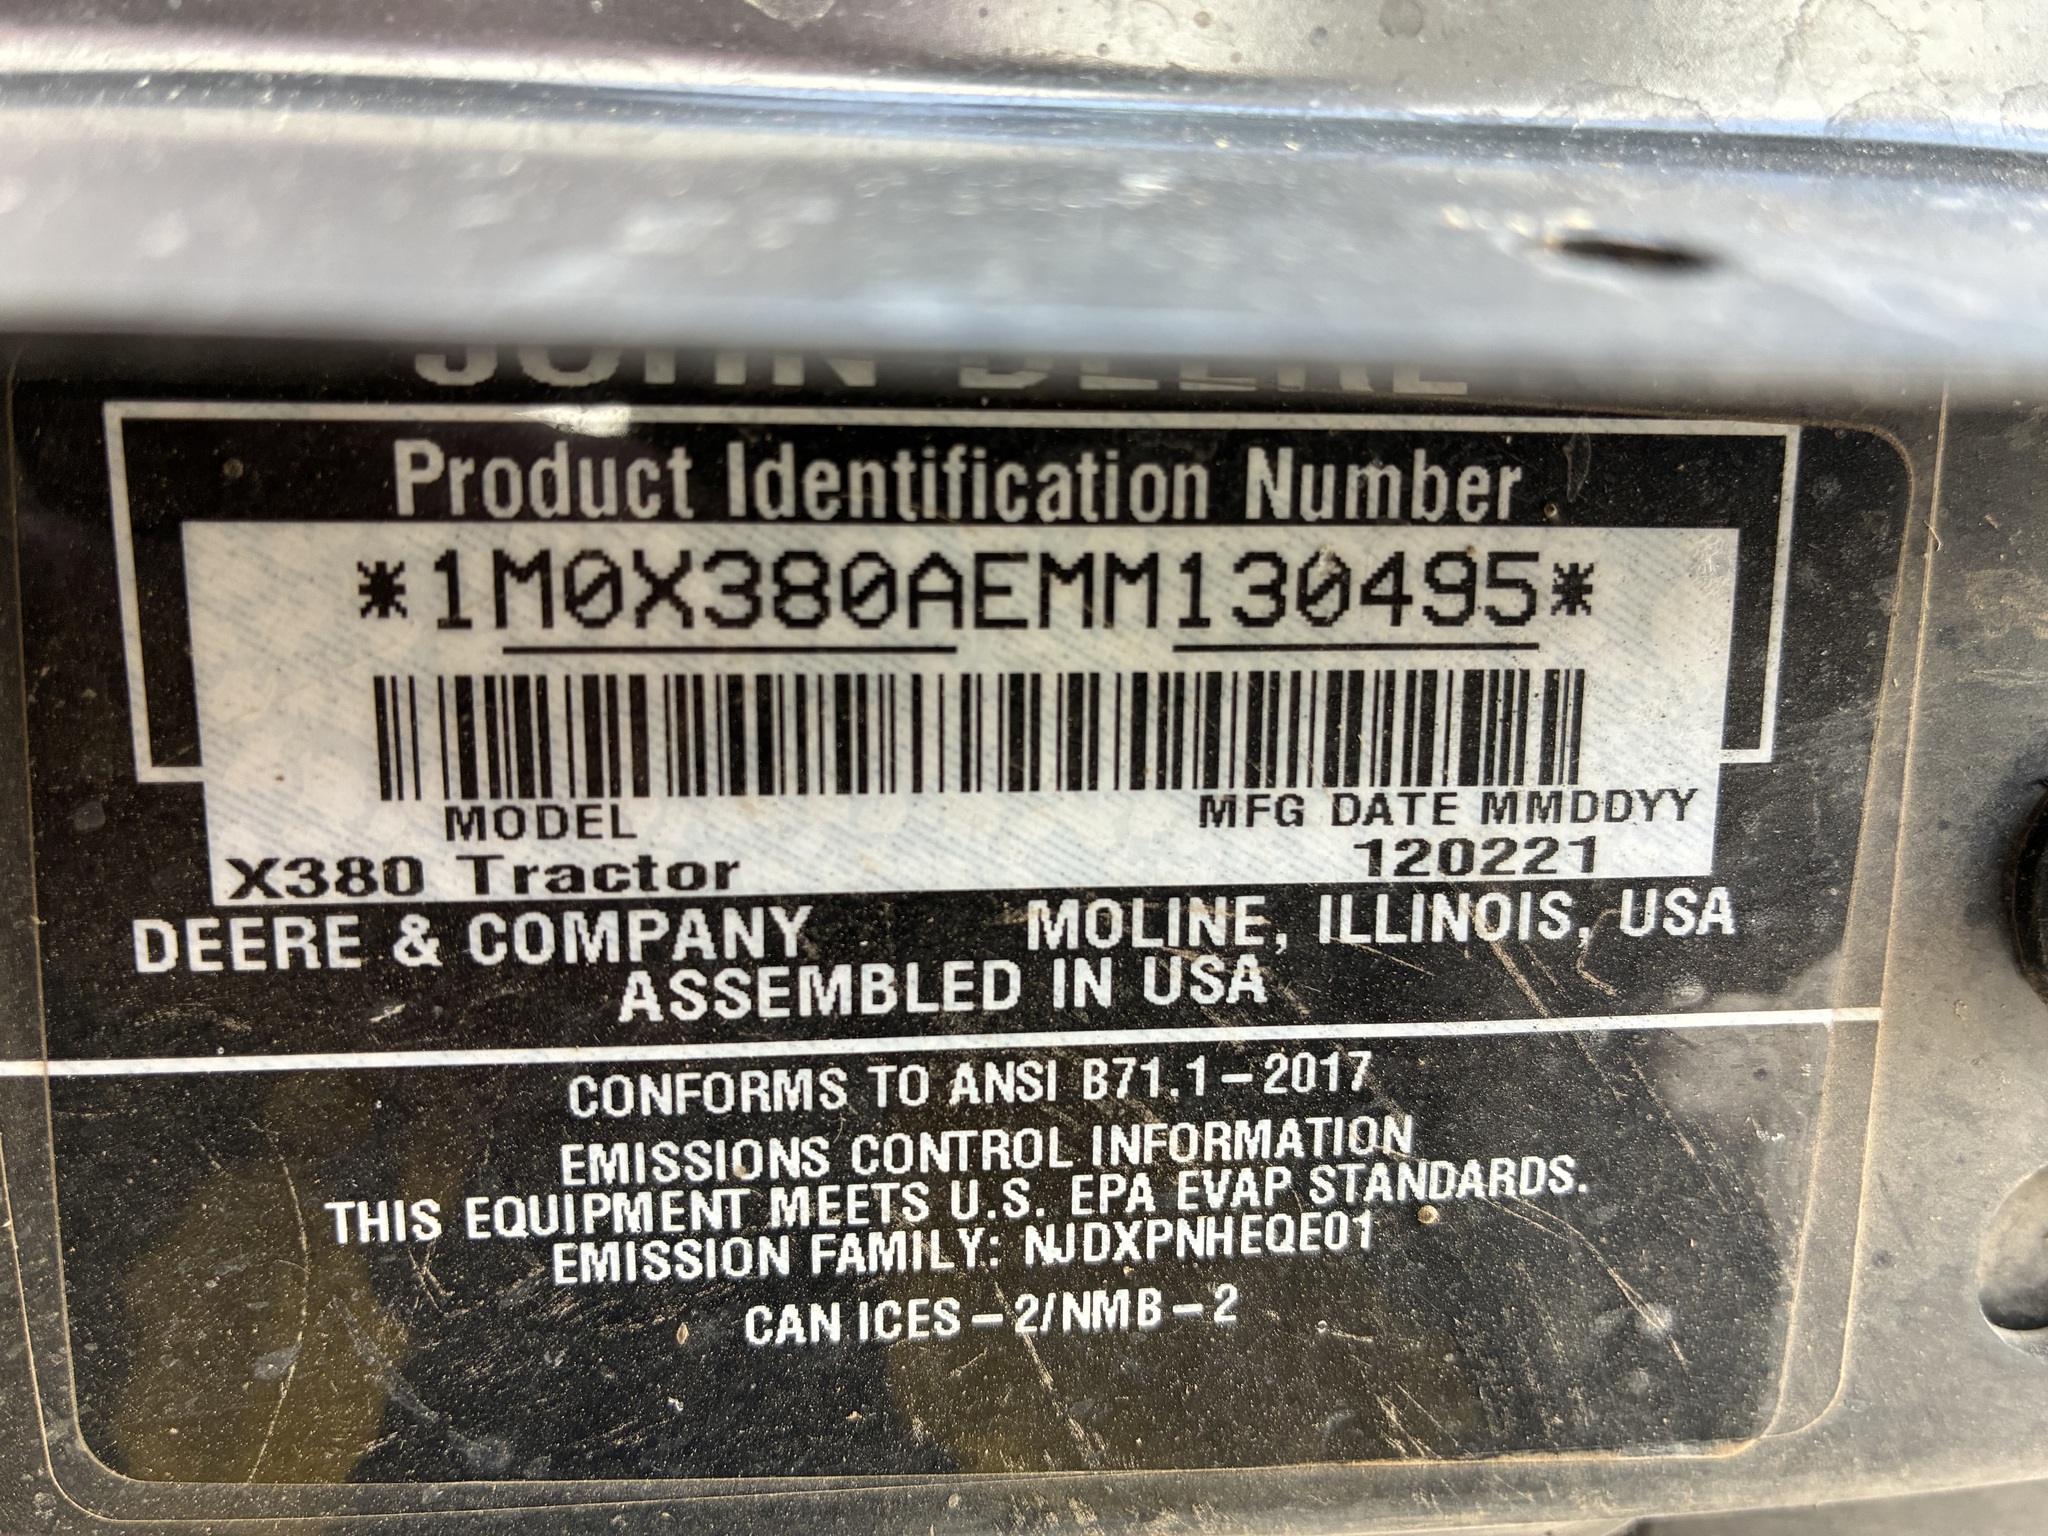 JOHN DEERE
Product Identification Number
*1M0X380AEMM130495*
MODEL MFG DATE MMDDYY
X380 Tractor 120221
DEERE & COMPANY MOLINE, ILLINOIS, USA
ASSEMBLED IN USA
CONFORMS TO ANSI B71.1-2017
EMISSIONS CONTROL INFORMATION
THIS EQUIPMENT MEETS U.S. EPA EVAP STANDARDS.
EMISSION FAMILY: NJDXPNHEQE01
CAN ICES-2/NMB-2